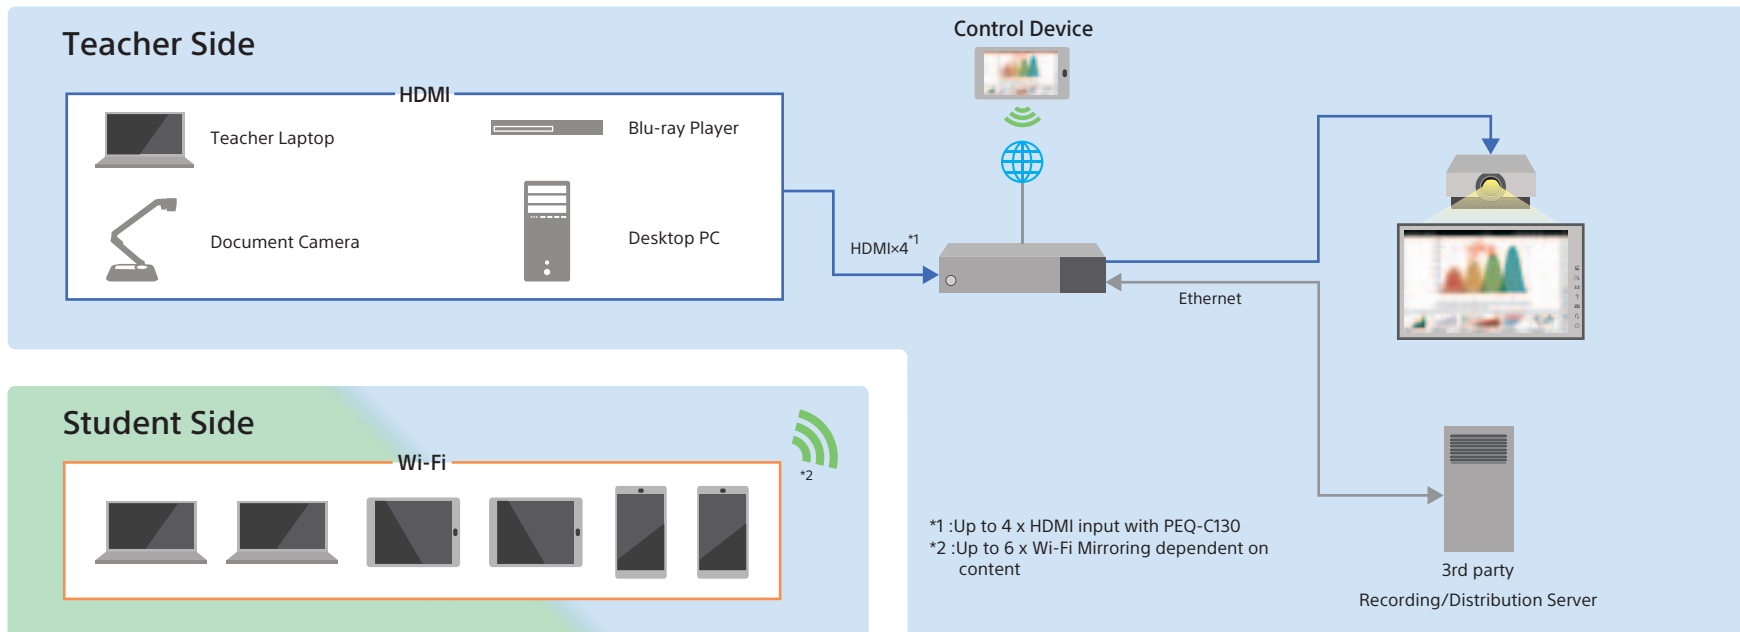 Teacher Side
Control Device
HDMI
Teacher Laptop
Blu-ray Player
Document Camera
Desktop PC
HDMI×4*1
Ethernet
Student Side
Wi-Fi
*2
*1 :Up to 4 x HDMI input with PEQ-C130
*2 :Up to 6 x Wi-Fi Mirroring dependent on
content
3rd party
Recording/Distribution Server